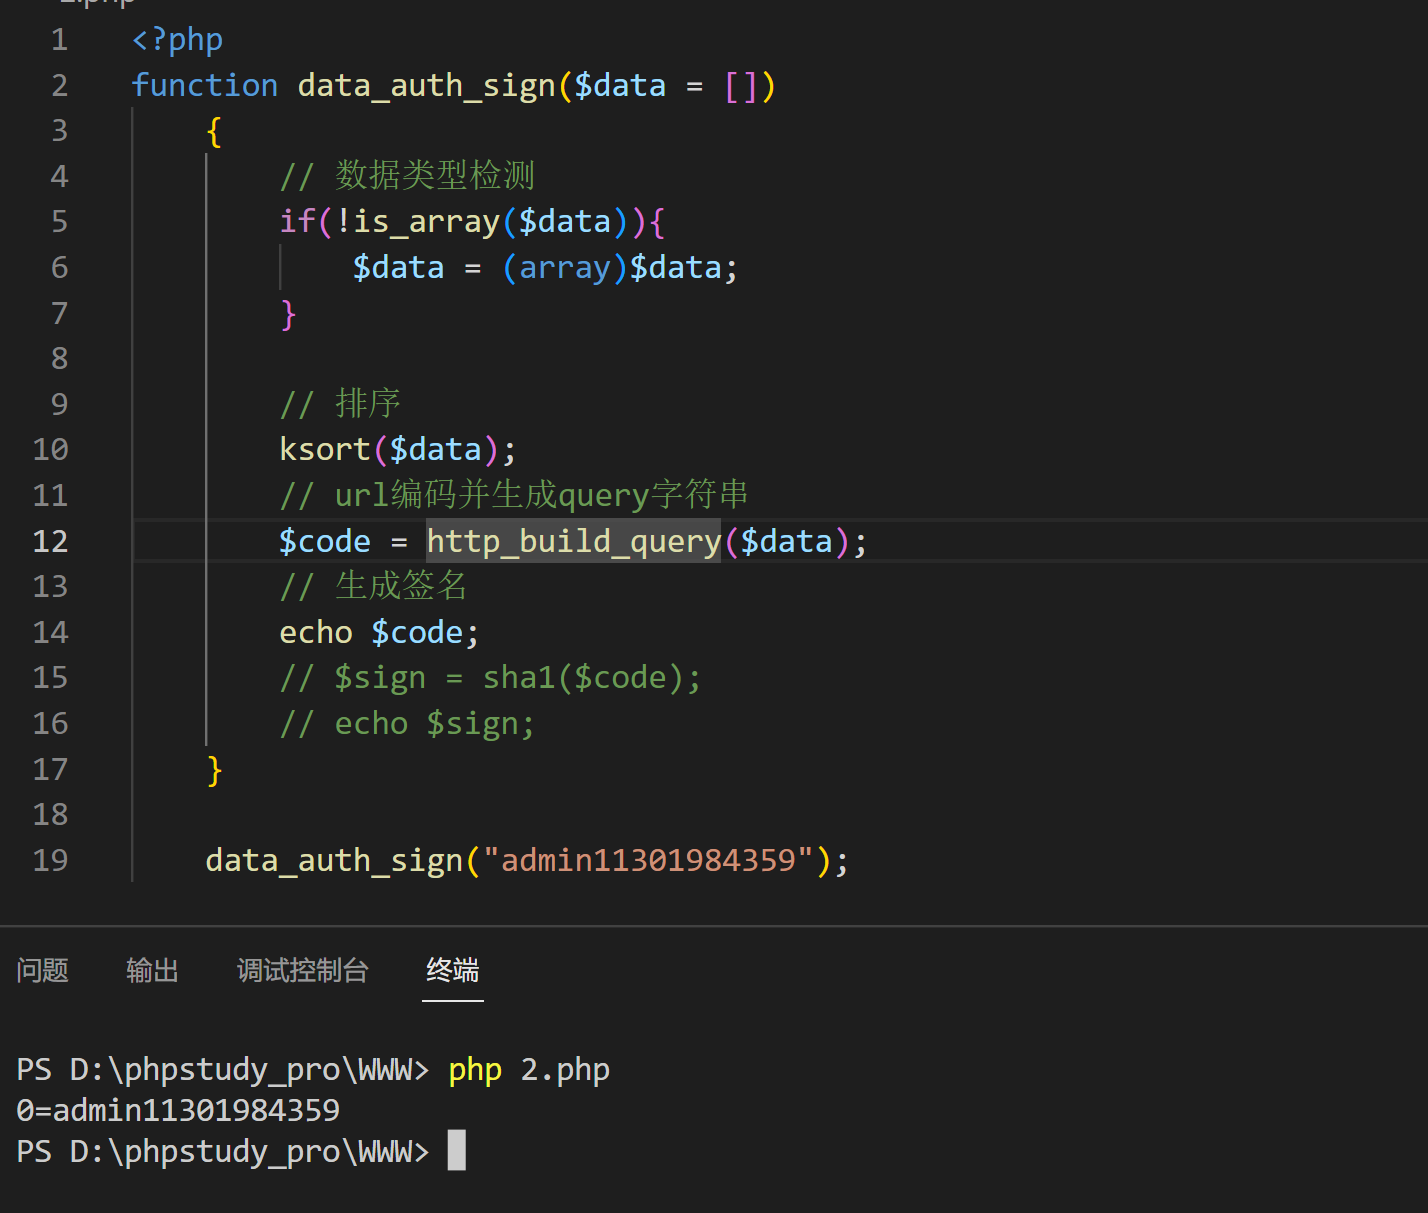 2.php
1 <?php
2 function data_auth_sign($data = [])
3 {
4 // 数据类型检测
5 if(!is_array($data)){
6 $data = (array)$data;
7 }
8
9 // 排序
10 ksort($data);
11 // url编码并生成query字符串
12 $code = http_build_query($data);
13 // 生成签名
14 echo $code;
15 // $sign = sha1($code);
16 // echo $sign;
17 }
18
19 data_auth_sign("admin11301984359");
问题 输出 调试控制台 终端
PS D:\phpstudy_pro\WWW> php 2.php
0=admin11301984359
PS D:\phpstudy_pro\WWW>